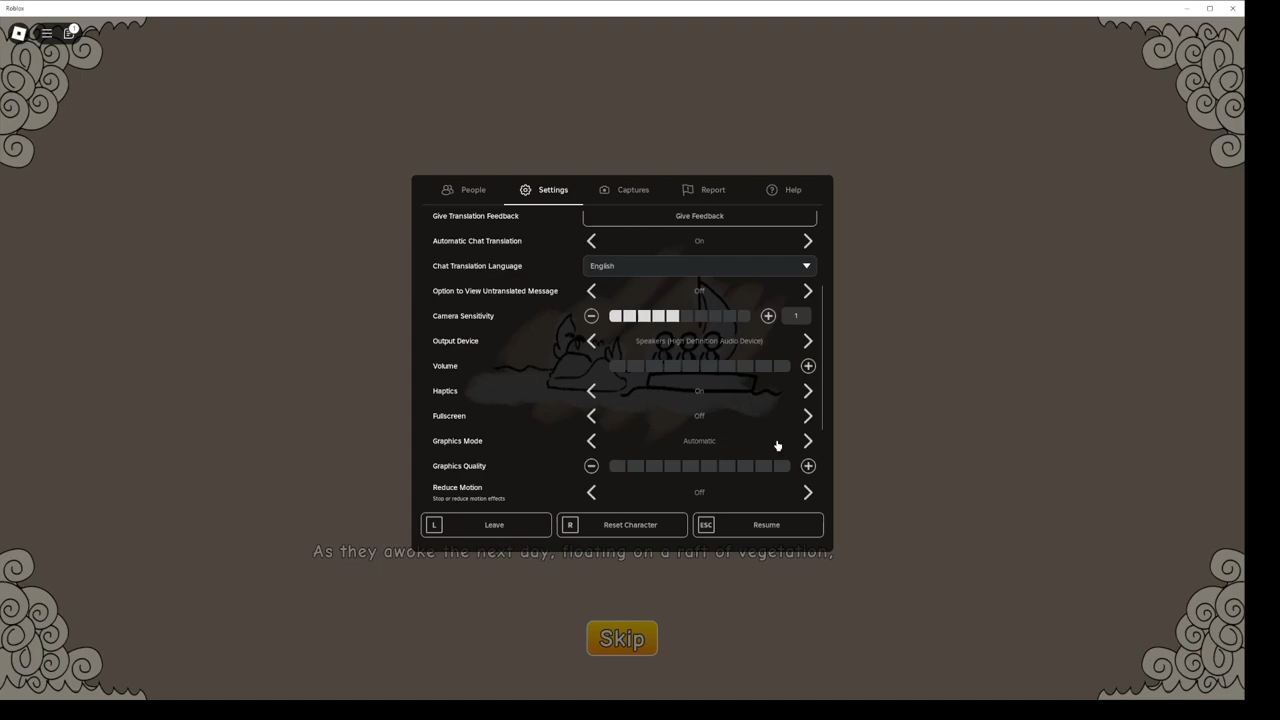 Roblox
1
People
Settings
Captures
Report
Help
Give Translation Feedback
Give Feedback
Automatic Chat Translation
On
Chat Translation Language
English
Option to View Untranslated Message
Off
Camera Sensitivity
1
Output Device
Speakers (High Definition Audio Device)
Volume
Haptics
On
Fullscreen
Off
Graphics Mode
Automatic
Graphics Quality
Reduce Motion
Stop or reduce motion effects
Off
L
Leave
R
Reset Character
ESC
Resume
As they awoke the next day, floating on a raft of vegetation,
Skip